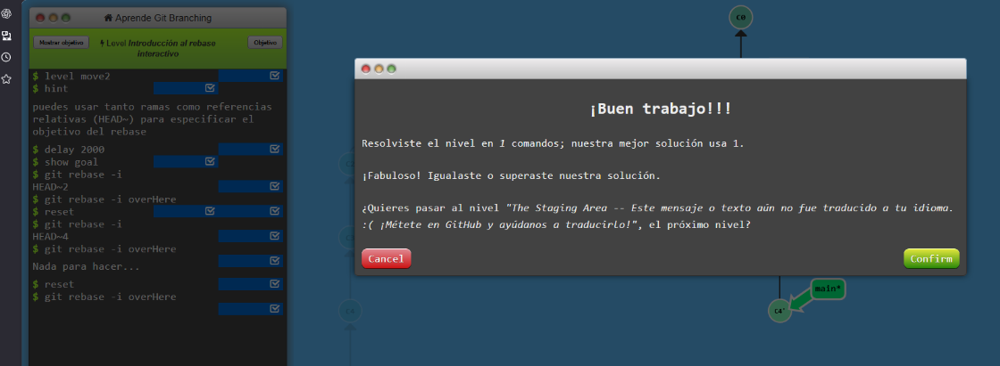 Aprende Git Branching
Mostrar objetivo
Level Introducción al rebase
interactivo
Objetivo
$ level move2
$ hint
puedes usar tanto ramas como referencias
relativas (HEAD~) para especificar el
objetivo del rebase
$ delay 2000
$ show goal
$ git rebase -i
HEAD~2
$ git rebase -i overHere
$ reset
$ git rebase -i
HEAD~4
$ git rebase -i overHere
Nada para hacer...
$ reset
$ git rebase -i overHere
C0
¡Buen trabajo!!!
Resolviste el nivel en 1 comandos; nuestra mejor solución usa 1.
¡Fabuloso! Igualaste o superaste nuestra solución.
¿Quieres pasar al nivel "The Staging Area -- Este mensaje o texto aún no fue traducido a tu idioma.
:( ¡Métete en GitHub y ayúdanos a traducirlo!", el próximo nivel?
Cancel
Confirm
main*
C4'